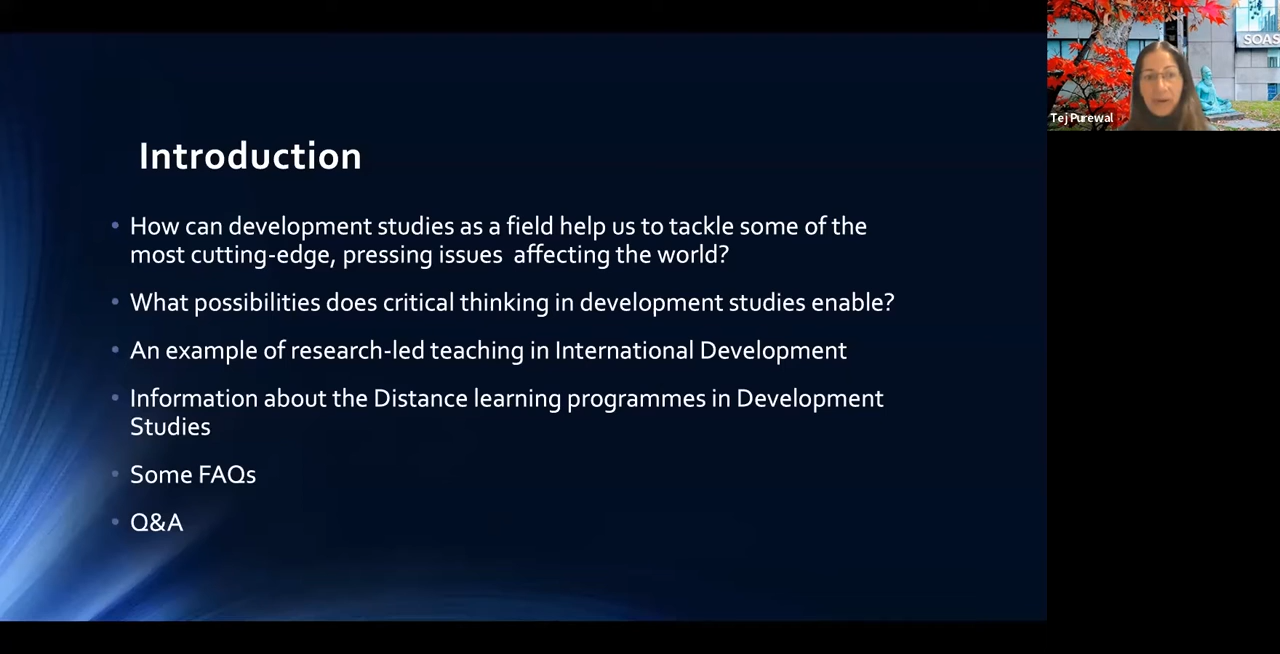 SOAS
Tej Purewal
Introduction
• How can development studies as a field help us to tackle some of the
most cutting-edge, pressing issues  affecting the world?
• What possibilities does critical thinking in development studies enable?
• An example of research-led teaching in International Development
• Information about the Distance learning programmes in Development
Studies
• Some FAQs
• Q&A